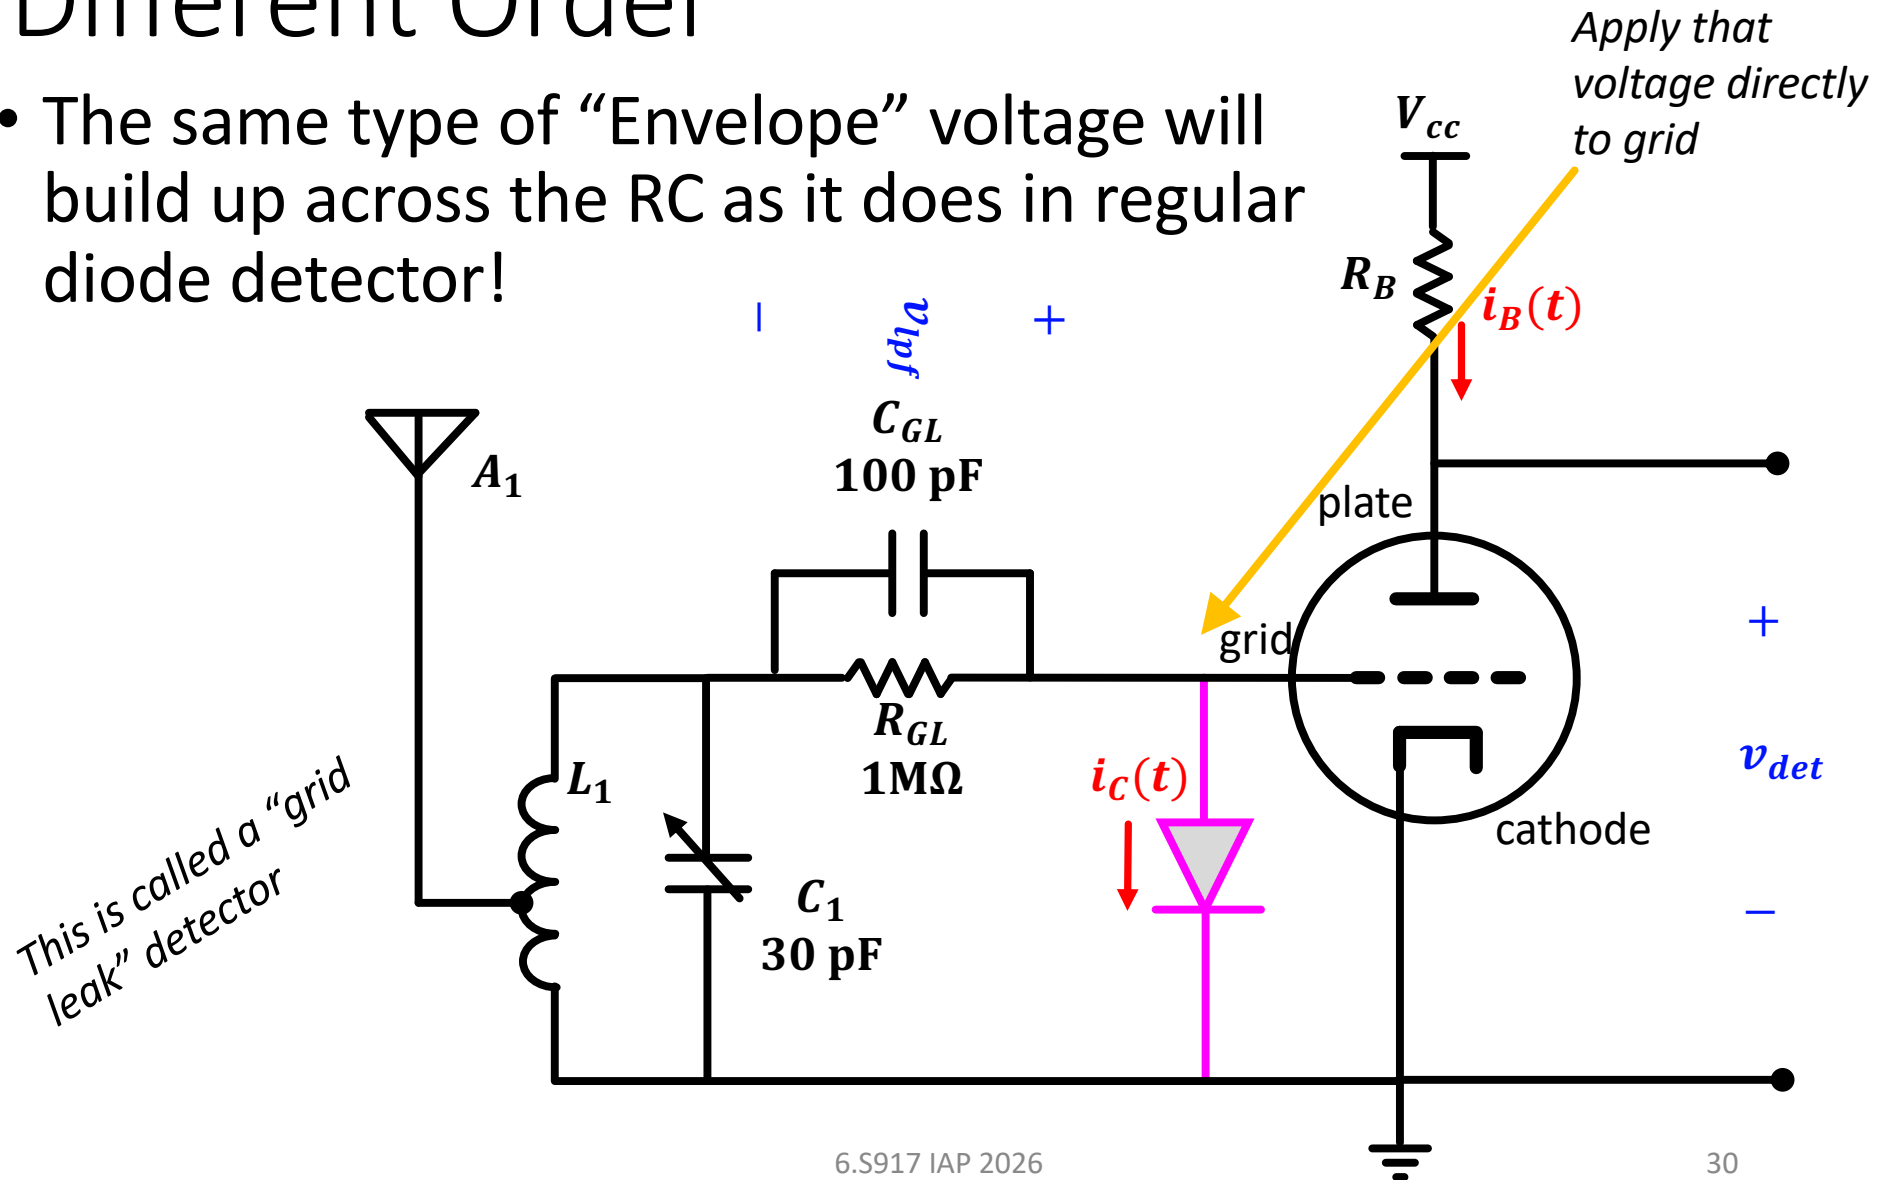 Different Order
• The same type of “Envelope” voltage will
build up across the RC as it does in regular
diode detector!
Apply that
voltage directly
to grid
V_cc
R_B
i_B(t)
− v_lpf +
C_GL
100 pF
A_1
plate
grid
R_GL
1MΩ
+
v_det
−
L_1
i_C(t)
cathode
C_1
30 pF
This is called a “grid
leak” detector
6.S917 IAP 2026
30